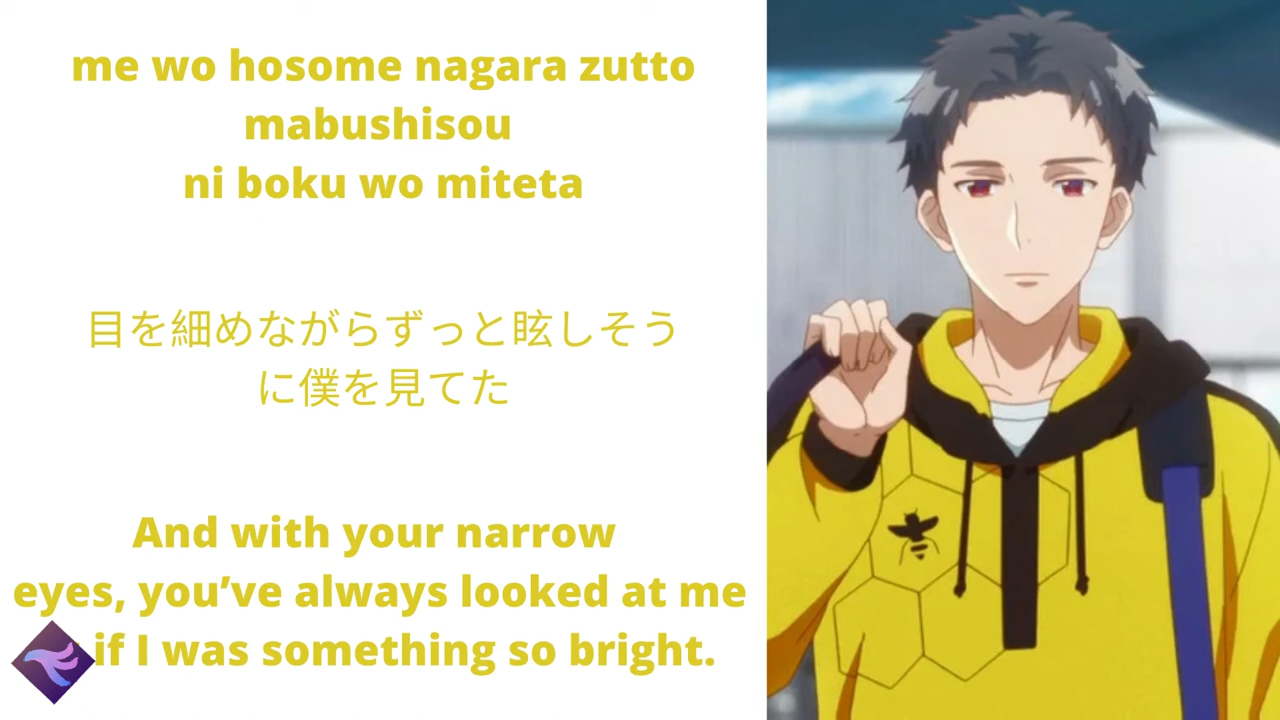 me wo hosome nagara zutto
mabushisou
ni boku wo miteta
目を細めながらずっと眩しそう
に僕を見てた
And with your narrow
eyes, you’ve always looked at me
if I was something so bright.